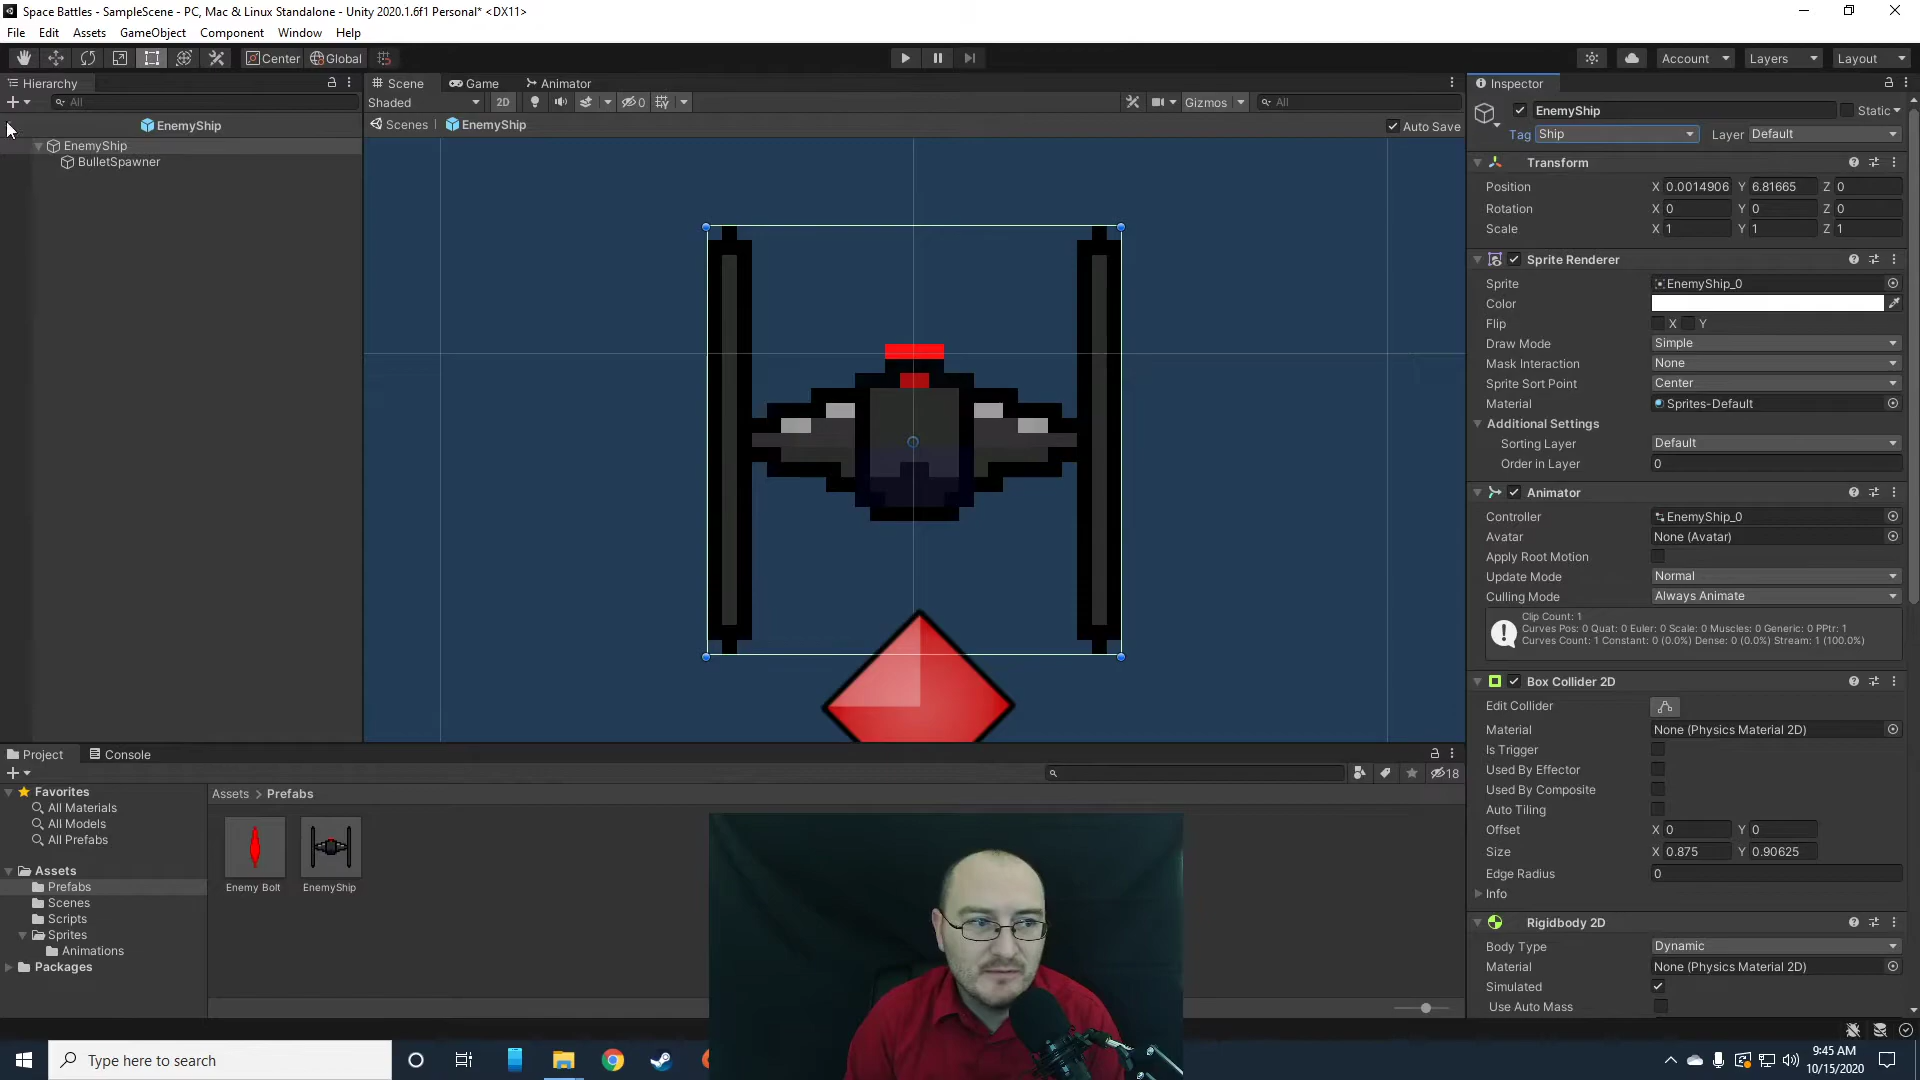 Space Battles - SampleScene - PC, Mac & Linux Standalone - Unity 2020.1.6f1 Personal* <DX11>
File Edit Assets GameObject Component Window Help
Center Global Account Layers Layout
Hierarchy
All
EnemyShip
EnemyShip
BulletSpawner
Scene Game Animator
Shaded 2D 0 Gizmos All
Scenes EnemyShip Auto Save
Inspector
EnemyShip Static
Tag Ship Layer Default
Transform
Position X 0.0014906 Y 6.81665 Z 0
Rotation X 0 Y 0 Z 0
Scale X 1 Y 1 Z 1
Sprite Renderer
Sprite EnemyShip_0
Color
Flip X Y
Draw Mode Simple
Mask Interaction None
Sprite Sort Point Center
Material Sprites-Default
Additional Settings
Sorting Layer Default
Order in Layer 0
Animator
Controller EnemyShip_0
Avatar None (Avatar)
Apply Root Motion
Update Mode Normal
Culling Mode Always Animate
Clip Count: 1
Curves Pos: 0 Quat: 0 Euler: 0 Scale: 0 Muscles: 0 Generic: 0 PPtr: 1
Curves Count: 1 Constant: 0 (0.0%) Dense: 0 (0.0%) Stream: 1 (100.0%)
Box Collider 2D
Edit Collider
Material None (Physics Material 2D)
Is Trigger
Used By Effector
Used By Composite
Auto Tiling
Offset X 0 Y 0
Size X 0.875 Y 0.90625
Edge Radius 0
Info
Rigidbody 2D
Body Type Dynamic
Material None (Physics Material 2D)
Simulated
Use Auto Mass
Project Console
18
Favorites
All Materials
All Models
All Prefabs
Assets
Prefabs
Scenes
Scripts
Sprites
Animations
Packages
Assets > Prefabs
Enemy Bolt EnemyShip
Type here to search
9:45 AM
10/15/2020